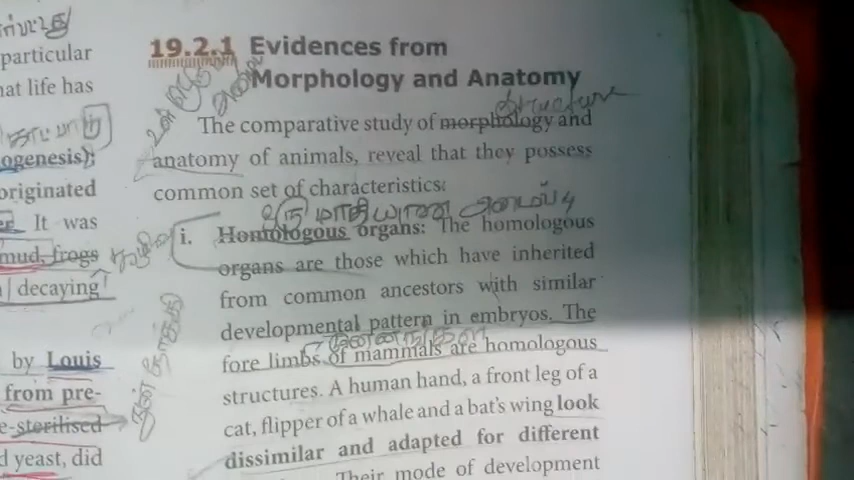 particular
life has
ogenesis);
originated
It was
mud, frogs
decaying
by Louis
from pre-
e-sterilised
yeast, did
19.2.1 Evidences from
Morphology and Anatomy
structure
The comparative study of morphology and
anatomy of animals, reveal that they possess
common set of characteristics.
ஒரு மாதியான அமைப்பு
i. Homologous organs: The homologous
organs are those which have inherited
from common ancestors with similar
developmental pattern in embryos. The
fore limbs of mammals are homologous
structures. A human hand, a front leg of a
cat, flipper of a whale and a bat's wing look
dissimilar and adapted for different
Their mode of development